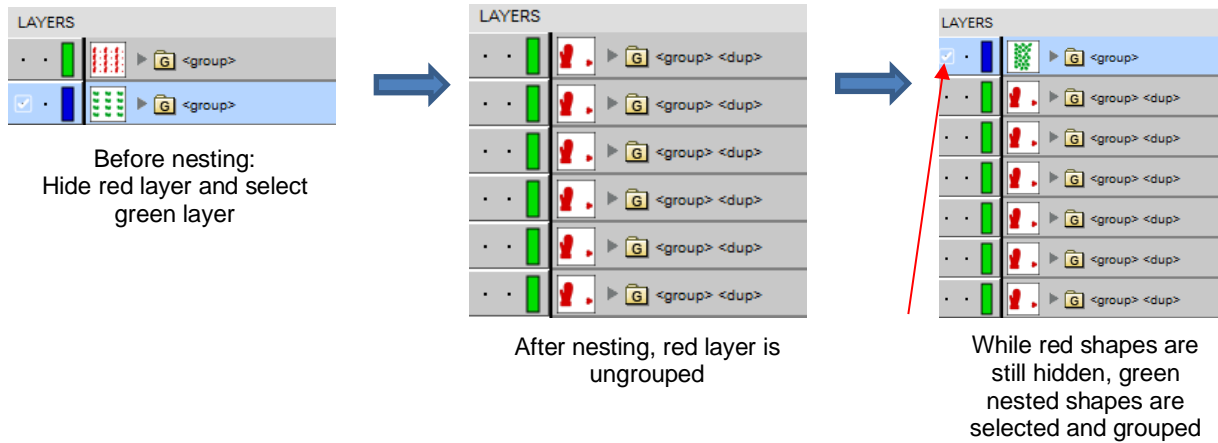 LAYERS
G <group>
G <group>
Before nesting:
Hide red layer and select
green layer
LAYERS
G <group> <dup>
G <group> <dup>
G <group> <dup>
G <group> <dup>
G <group> <dup>
G <group> <dup>
After nesting, red layer is
ungrouped
LAYERS
G <group>
G <group> <dup>
G <group> <dup>
G <group> <dup>
G <group> <dup>
G <group> <dup>
G <group> <dup>
While red shapes are
still hidden, green
nested shapes are
selected and grouped